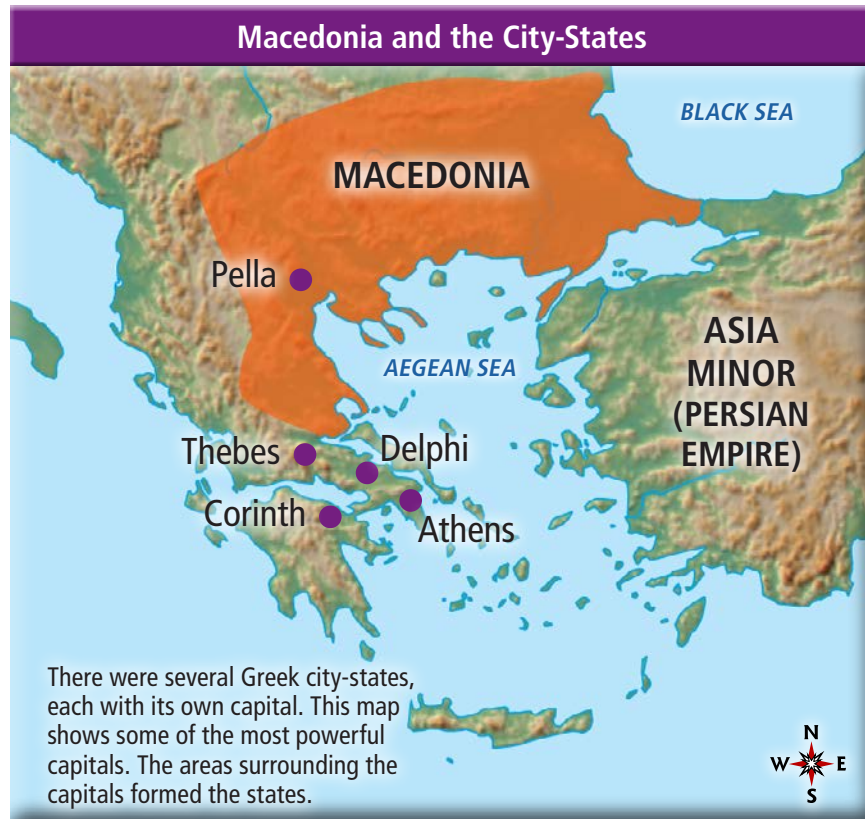 Macedonia and the City-States
BLACK SEA
MACEDONIA
Pella
ASIA
MINOR
(PERSIAN
EMPIRE)
AEGEAN SEA
Thebes
Delphi
Corinth
Athens
There were several Greek city-states,
each with its own capital. This map
shows some of the most powerful
capitals. The areas surrounding the
capitals formed the states.
N
W E
S